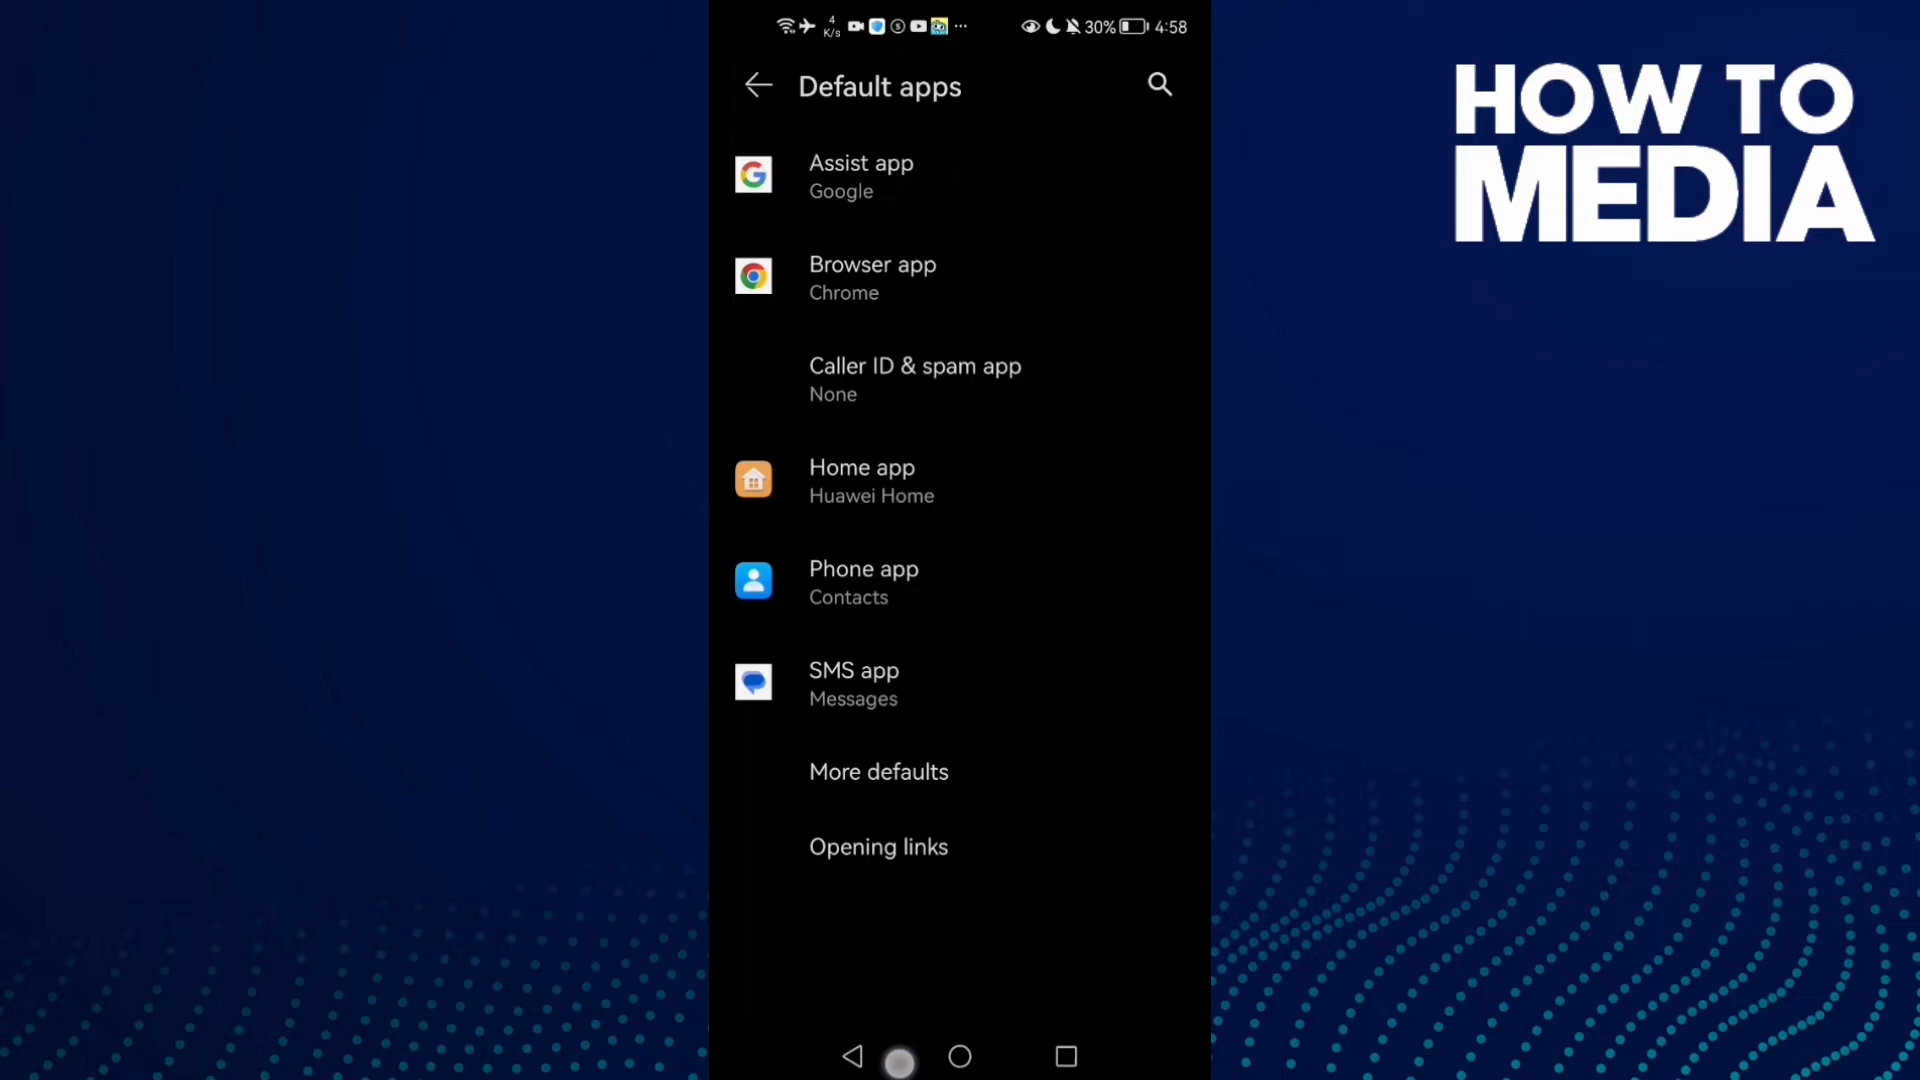 4
K/s
30%
4:58
Default apps
HOW TO
MEDIA
Assist app
Google
Browser app
Chrome
Caller ID & spam app
None
Home app
Huawei Home
Phone app
Contacts
SMS app
Messages
More defaults
Opening links